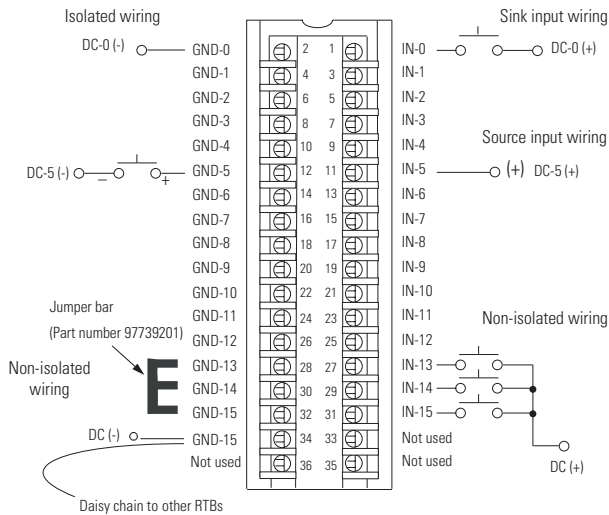 Isolated wiring
Sink input wiring
DC-0 (-) GND-0 2 1 IN-0 DC-0 (+)
GND-1 4 3 IN-1
GND-2 6 5 IN-2
GND-3 8 7 IN-3
Source input wiring
GND-4 10 9 IN-4
DC-5 (-) – + GND-5 12 11 IN-5 (+) DC-5 (+)
GND-6 14 13 IN-6
GND-7 16 15 IN-7
GND-8 18 17 IN-8
GND-9 20 19 IN-9
GND-10 22 21 IN-10
Jumper bar
(Part number 97739201)
GND-11 24 23 IN-11
Non-isolated wiring
GND-12 26 25 IN-12
Non-isolated
wiring
GND-13 28 27 IN-13
GND-14 30 29 IN-14
GND-15 32 31 IN-15
DC (-) GND-15 34 33 Not used
Not used 36 35 Not used
DC (+)
Daisy chain to other RTBs